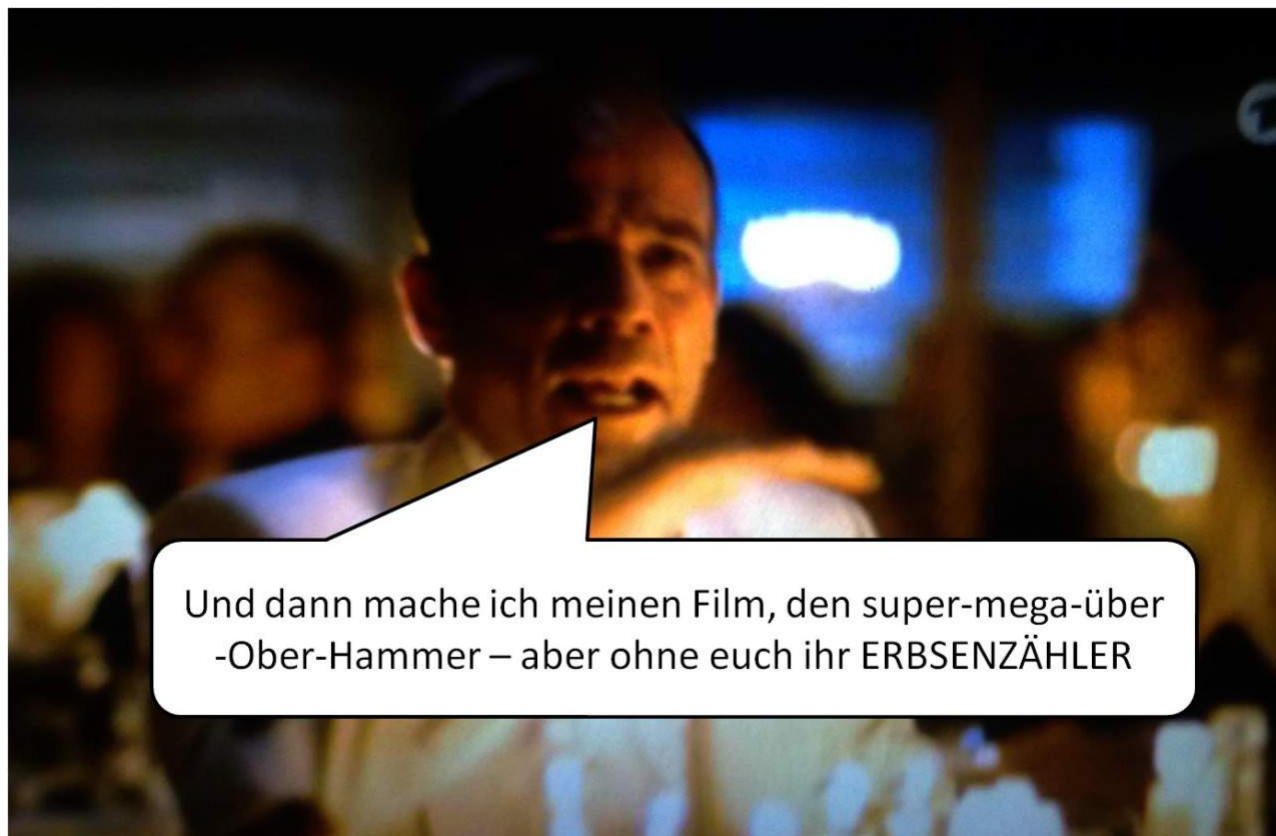 Und dann mache ich meinen Film, den super-mega-über
-Ober-Hammer – aber ohne euch ihr ERBSENZÄHLER